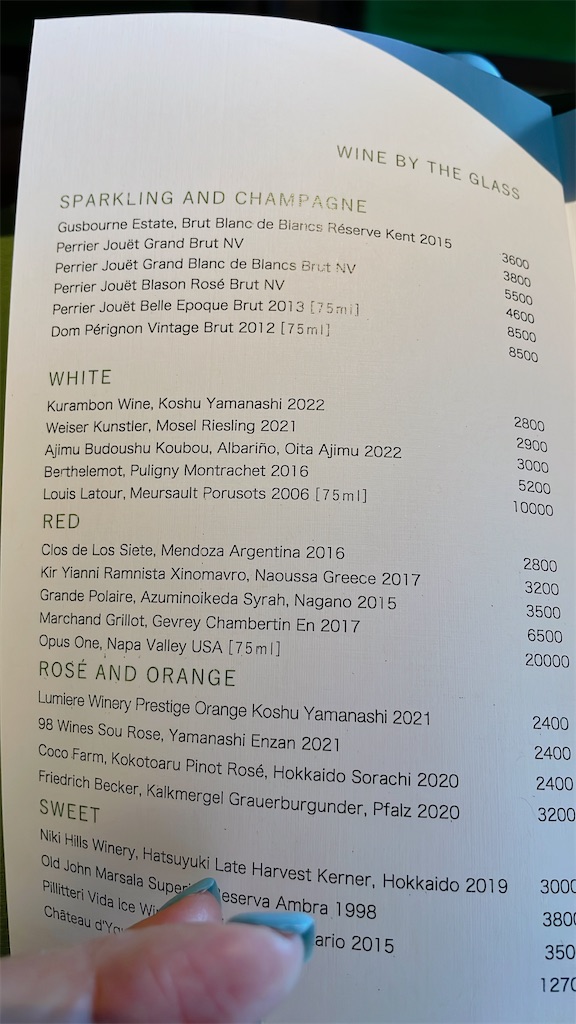 WINE BY THE GLASS
SPARKLING AND CHAMPAGNE
Gusbourne Estate, Brut Blanc de Blancs Réserve Kent 2015 3600
Perrier Jouët Grand Brut NV 3800
Perrier Jouët Grand Blanc de Blancs Brut NV 5500
Perrier Jouët Blason Rosé Brut NV 4600
Perrier Jouët Belle Epoque Brut 2013 [75ml] 8500
Dom Pérignon Vintage Brut 2012 [75ml] 8500
WHITE
Kurambon Wine, Koshu Yamanashi 2022 2800
Weiser Kunstler, Mosel Riesling 2021 2900
Ajimu Budoushu Koubou, Albariño, Oita Ajimu 2022 3000
Berthelemot, Puligny Montrachet 2016 5200
Louis Latour, Meursault Porusots 2006 [75ml] 10000
RED
Clos de Los Siete, Mendoza Argentina 2016 2800
Kir Yianni Ramnista Xinomavro, Naoussa Greece 2017 3200
Grande Polaire, Azuminoikeda Syrah, Nagano 2015 3500
Marchand Grillot, Gevrey Chambertin En 2017 6500
Opus One, Napa Valley USA [75ml] 20000
ROSÉ AND ORANGE
Lumiere Winery Prestige Orange Koshu Yamanashi 2021 2400
98 Wines Sou Rose, Yamanashi Enzan 2021 2400
Coco Farm, Kokotoaru Pinot Rosé, Hokkaido Sorachi 2020 2400
Friedrich Becker, Kalkmergel Grauerburgunder, Pfalz 2020 3200
SWEET
Niki Hills Winery, Hatsuyuki Late Harvest Kerner, Hokkaido 2019 3000
Old John Marsala Super eserva Ambra 1998 3800
Pillitteri Vida Ice Wi ario 2015 350
Château d'Yq 1270